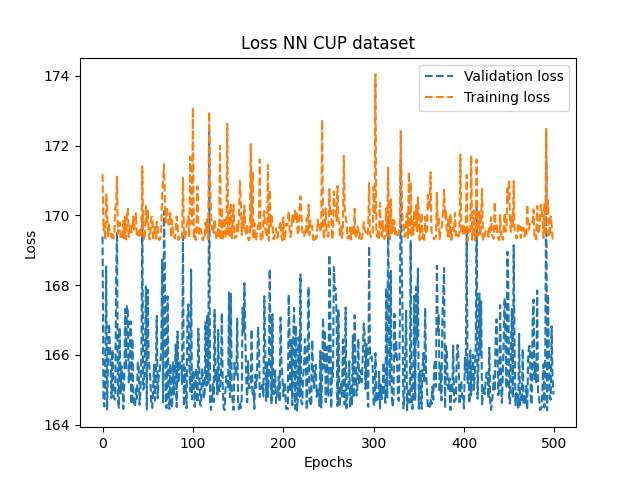 Loss NN CUP dataset
Validation loss
Training loss
174
172
170
168
166
164
Loss
0
100
200
300
400
500
Epochs